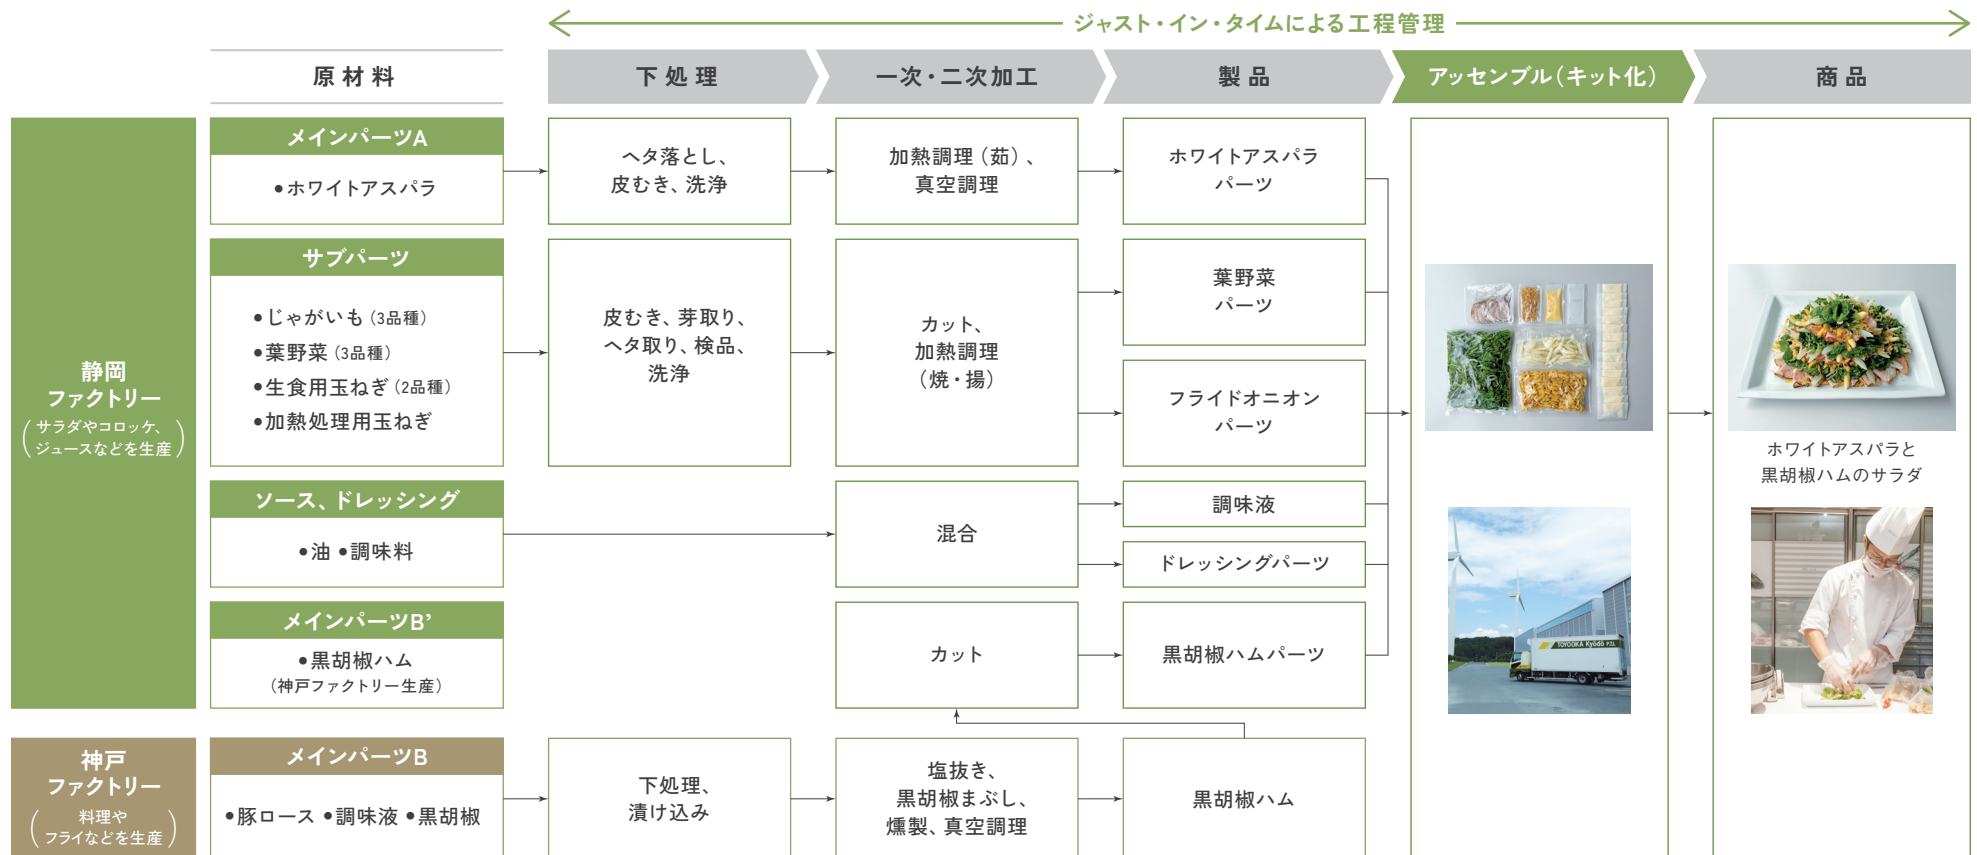 ジャスト・イン・タイムによる工程管理
原材料
下処理
一次・二次加工
製品
アッセンブル（キット化）
商品
静岡
ファクトリー
（サラダやコロッケ、
ジュースなどを生産）
メインパーツA
●ホワイトアスパラ
ヘタ落とし、
皮むき、洗浄
加熱調理（茹）、
真空調理
ホワイトアスパラ
パーツ
サブパーツ
●じゃがいも（3品種）
●葉野菜（3品種）
●生食用玉ねぎ（2品種）
●加熱処理用玉ねぎ
皮むき、芽取り、
ヘタ取り、検品、
洗浄
カット、
加熱調理
（焼・揚）
葉野菜
パーツ
フライドオニオン
パーツ
ソース、ドレッシング
●油 ●調味料
混合
調味液
ドレッシングパーツ
メインパーツB’
●黒胡椒ハム
（神戸ファクトリー生産）
カット
黒胡椒ハムパーツ
TOYOOKA Kyōdō
ホワイトアスパラと
黒胡椒ハムのサラダ
神戸
ファクトリー
（料理や
フライなどを生産）
メインパーツB
●豚ロース ●調味液 ●黒胡椒
下処理、
漬け込み
塩抜き、
黒胡椒まぶし、
燻製、真空調理
黒胡椒ハム